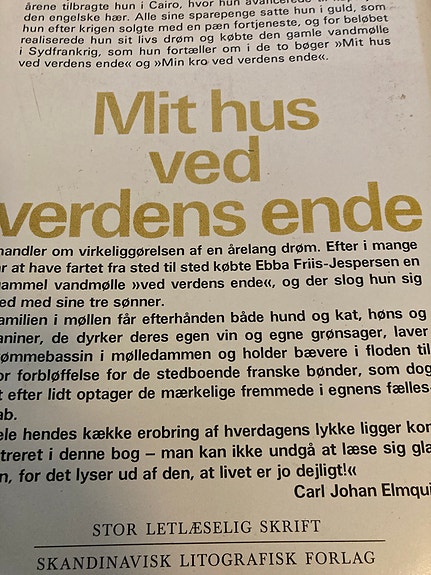 årene tilbragte hun i Cairo, hvor hun
den engelske hær. Alle sine sparepenge satte hun i guld, som
hun efter krigen solgte med en pæn fortjeneste, og for beløbet
realiserede hun sit livs drøm og købte den gamle vandmølle
i Sydfrankrig, som hun fortæller om i de to bøger »Mit hus
ved verdens ende« og »Min kro ved verdens ende«.
Mit hus
ved
verdens ende
handler om virkeliggørelsen af en årelang drøm. Efter i mange
år at have fartet fra sted til sted købte Ebba Friis-Jespersen en
gammel vandmølle »ved verdens ende«, og der slog hun sig
ned med sine tre sønner.
amilien i møllen får efterhånden både hund og kat, høns og
aniner, de dyrker deres egen vin og egne grønsager, laver
ømmebassin i mølledammen og holder bævere i floden til
or forbløffelse for de stedboende franske bønder, som dog
t efter lidt optager de mærkelige fremmede i egnens fælles-
ab.
ele hendes kække erobring af hverdagens lykke ligger kon
treret i denne bog – man kan ikke undgå at læse sig gla
n, for det lyser ud af den, at livet er jo dejligt!«
Carl Johan Elmqui
STOR LETLÆSELIG SKRIFT
SKANDINAVISK LITOGRAFISK FORLAG